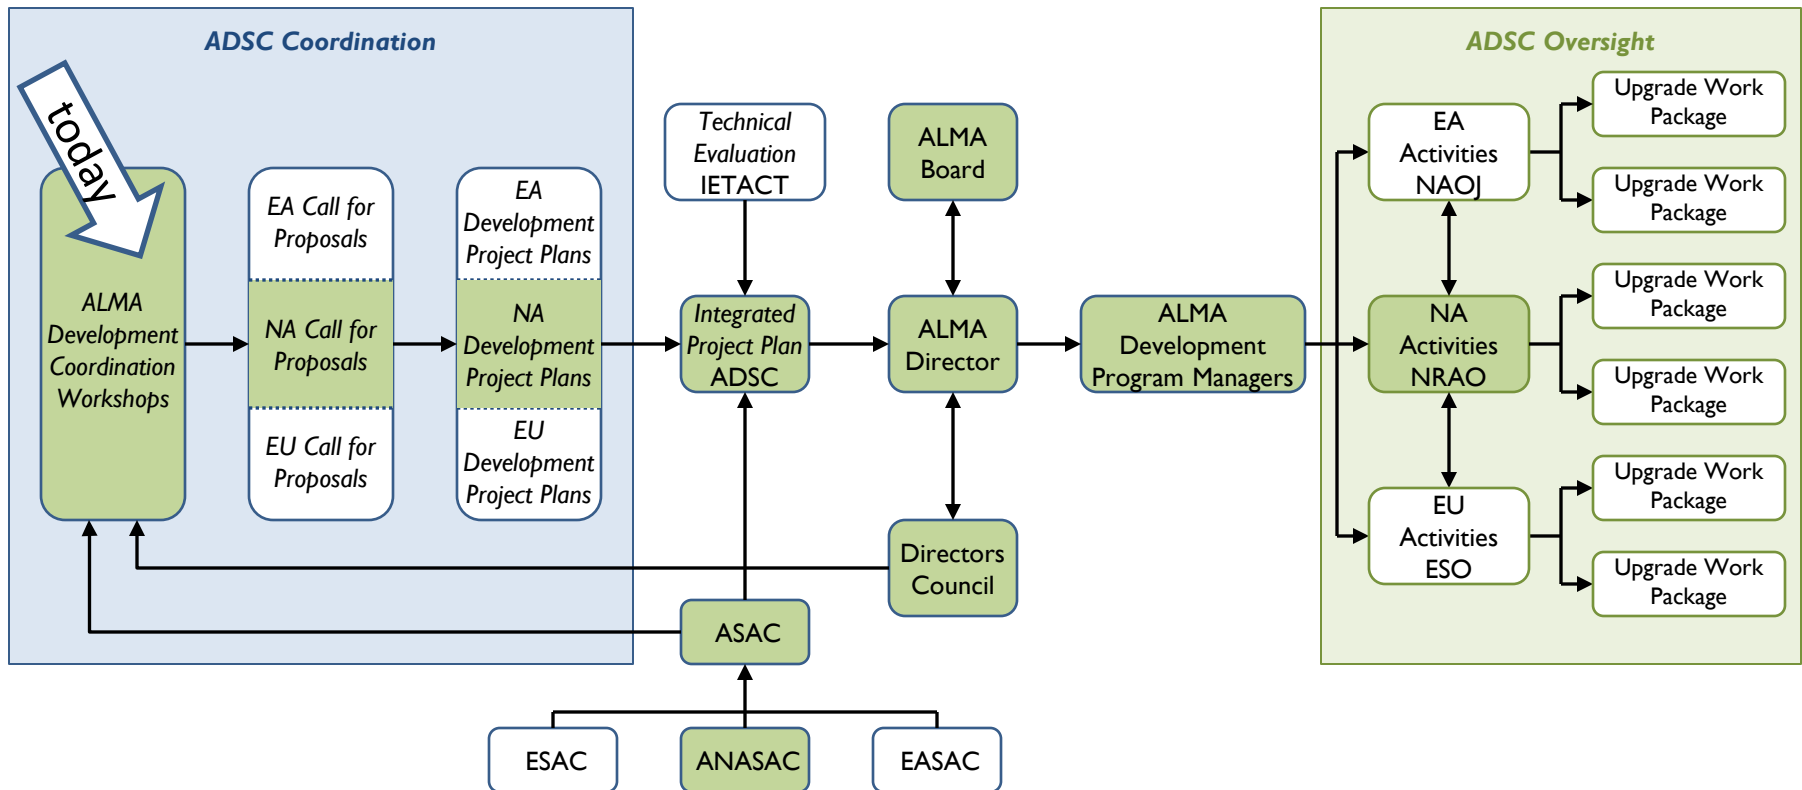 ADSC Coordination
today
ALMA
Development
Coordination
Workshops
EA Call for
Proposals
NA Call for
Proposals
EU Call for
Proposals
EA
Development
Project Plans
NA
Development
Project Plans
EU
Development
Project Plans
Technical
Evaluation
IETACT
Integrated
Project Plan
ADSC
ASAC
ESAC
ANASAC
EASAC
ALMA
Board
ALMA
Director
Directors
Council
ALMA
Development
Program Managers
ADSC Oversight
EA
Activities
NAOJ
NA
Activities
NRAO
EU
Activities
ESO
Upgrade Work
Package
Upgrade Work
Package
Upgrade Work
Package
Upgrade Work
Package
Upgrade Work
Package
Upgrade Work
Package